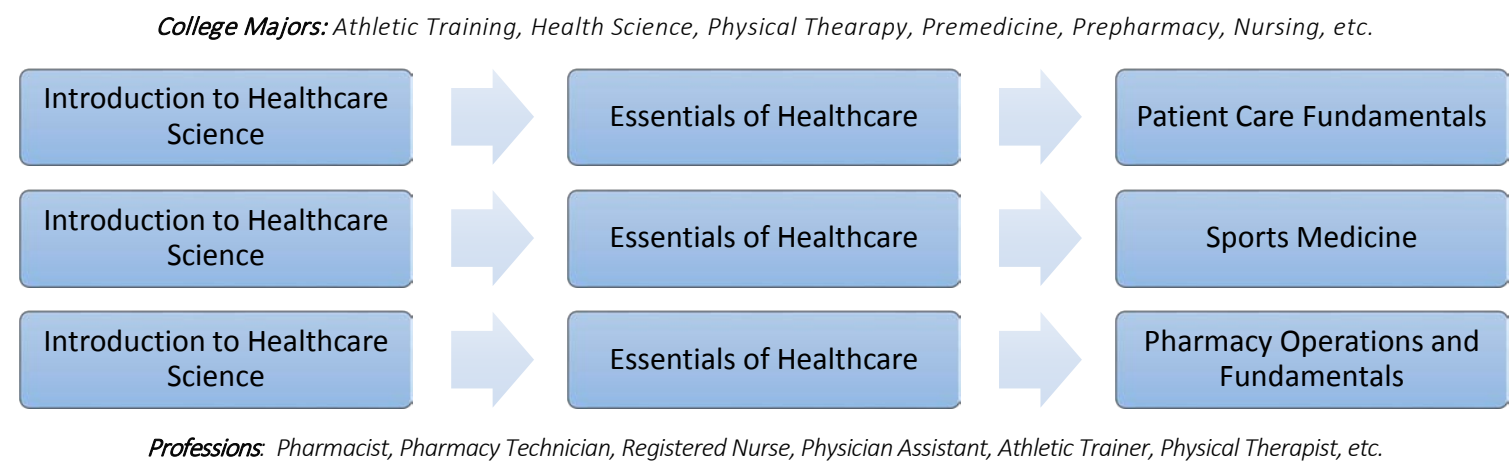 College Majors: Athletic Training, Health Science, Physical Thearapy, Premedicine, Prepharmacy, Nursing, etc.
Introduction to Healthcare
Science
Essentials of Healthcare
Patient Care Fundamentals
Introduction to Healthcare
Science
Essentials of Healthcare
Sports Medicine
Introduction to Healthcare
Science
Essentials of Healthcare
Pharmacy Operations and
Fundamentals
Professions: Pharmacist, Pharmacy Technician, Registered Nurse, Physician Assistant, Athletic Trainer, Physical Therapist, etc.